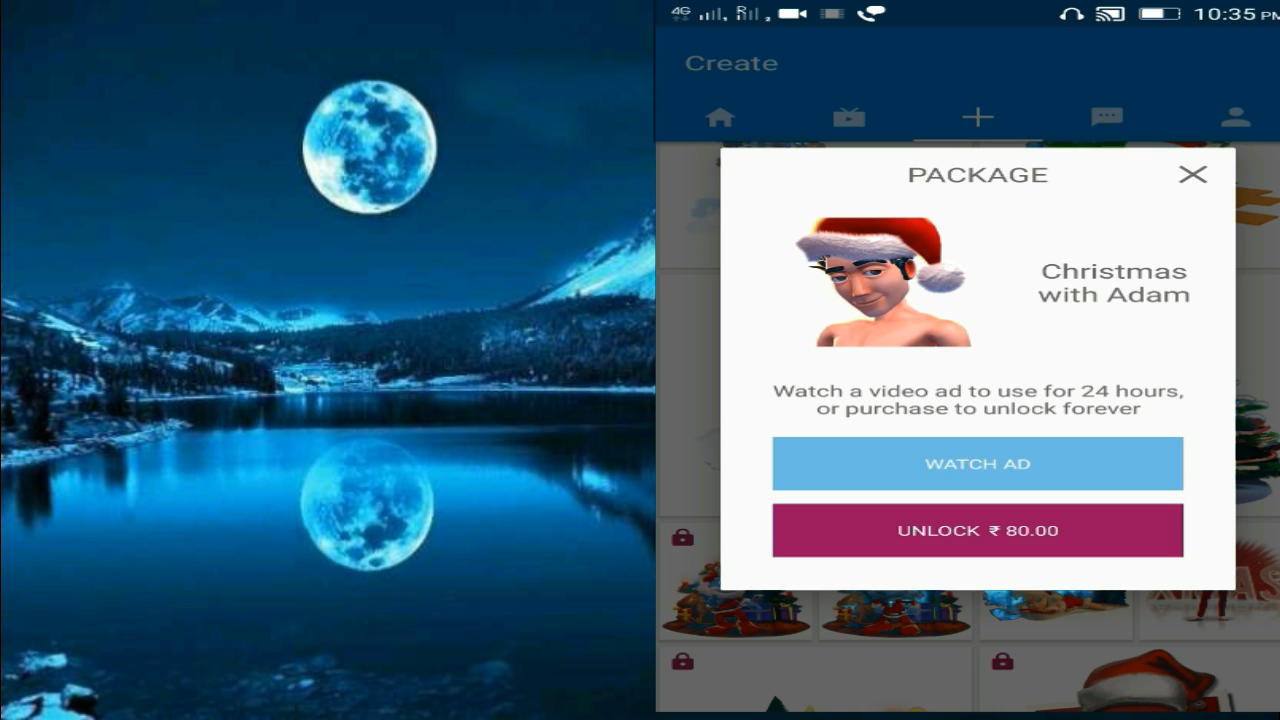 4G R 2 10:35 PM
Create
PACKAGE
Christmas
with Adam
Watch a video ad to use for 24 hours,
or purchase to unlock forever
WATCH AD
UNLOCK ₹ 80.00